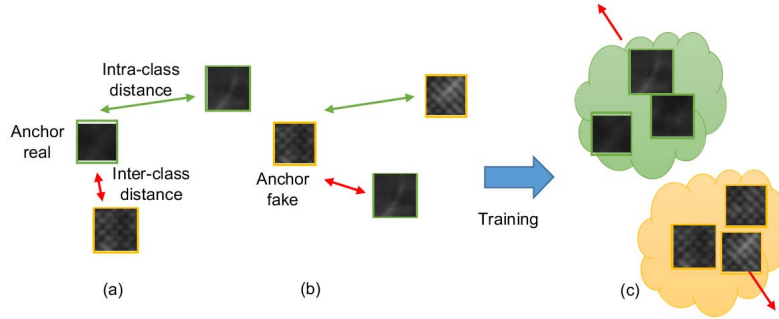 Intra-class
distance
Anchor
real
Inter-class
distance
(a)
Anchor
fake
(b)
Training
(c)